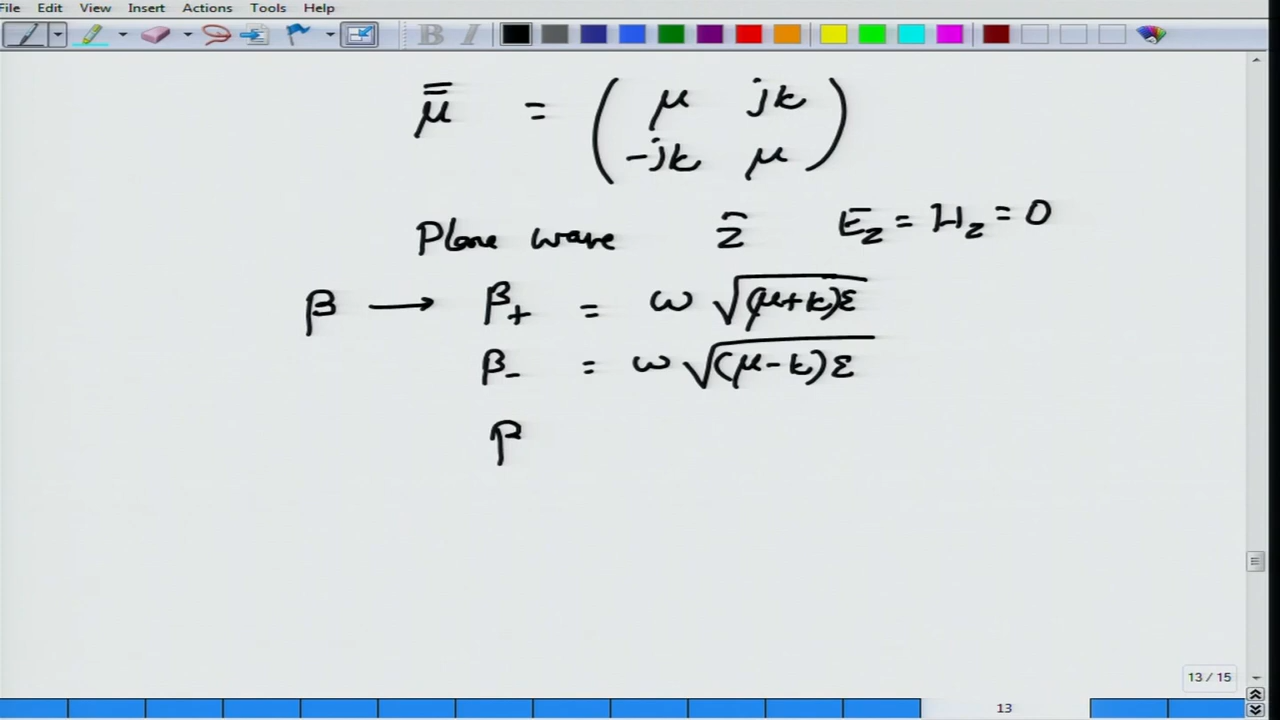 File Edit View Insert Actions Tools Help
B I
μ̿ = ( μ jk
-jk μ )
Plane wave ẑ E_z = H_z = 0
β → β₊ = ω √(μ+k)ε
β₋ = ω √(μ-k)ε
β
13 / 15
13